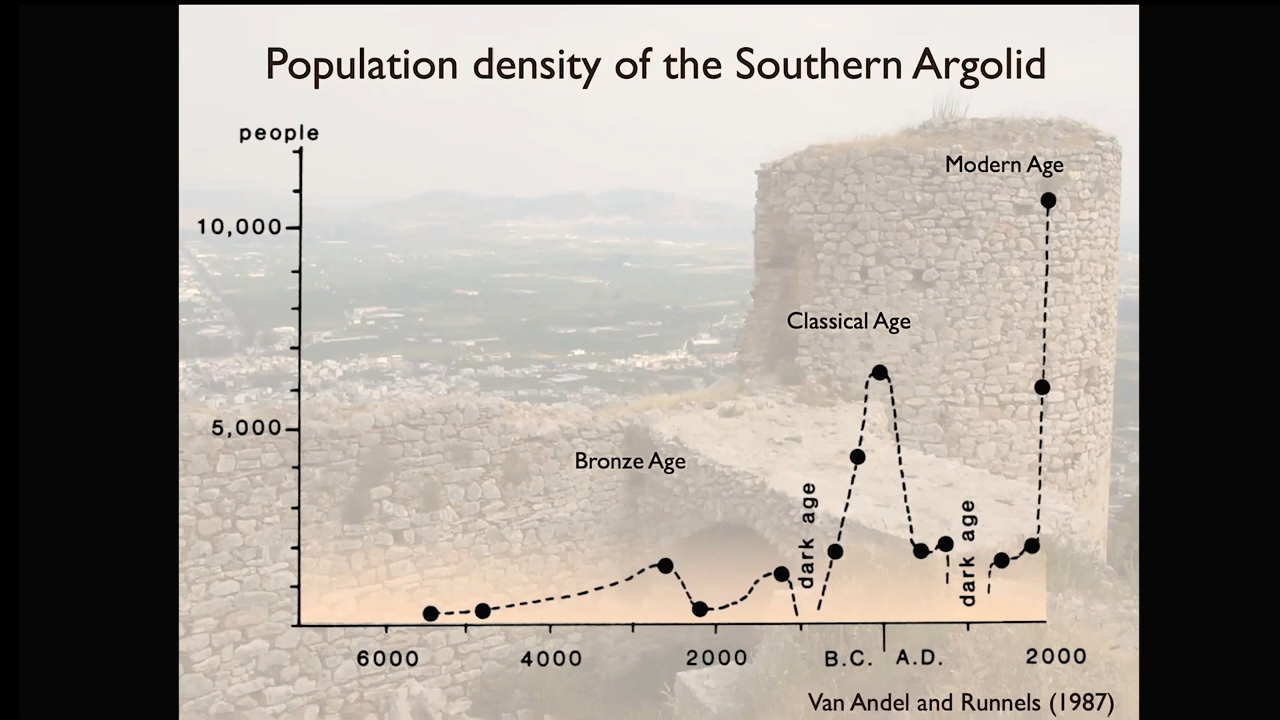 Population density of the Southern Argolid
people
Modern Age
10,000
Classical Age
5,000
Bronze Age
dark age
dark age
6000 4000 2000 B.C. A.D. 2000
Van Andel and Runnels (1987)